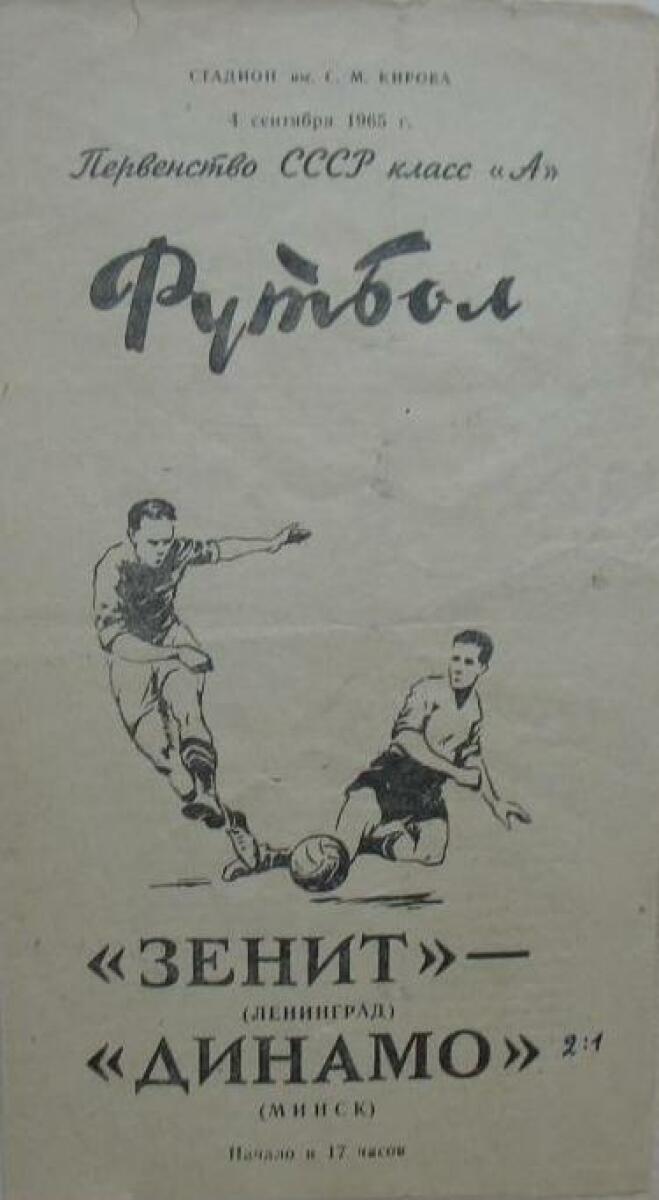 СТАДИОН им. С. М. КИРОВА
4 сентября 1965 г.
Первенство СССР класс «А»
Футбол
«ЗЕНИТ»—
(ЛЕНИНГРАД)
«ДИНАМО» 2:1
(МИНСК)
Начало в 17 часов